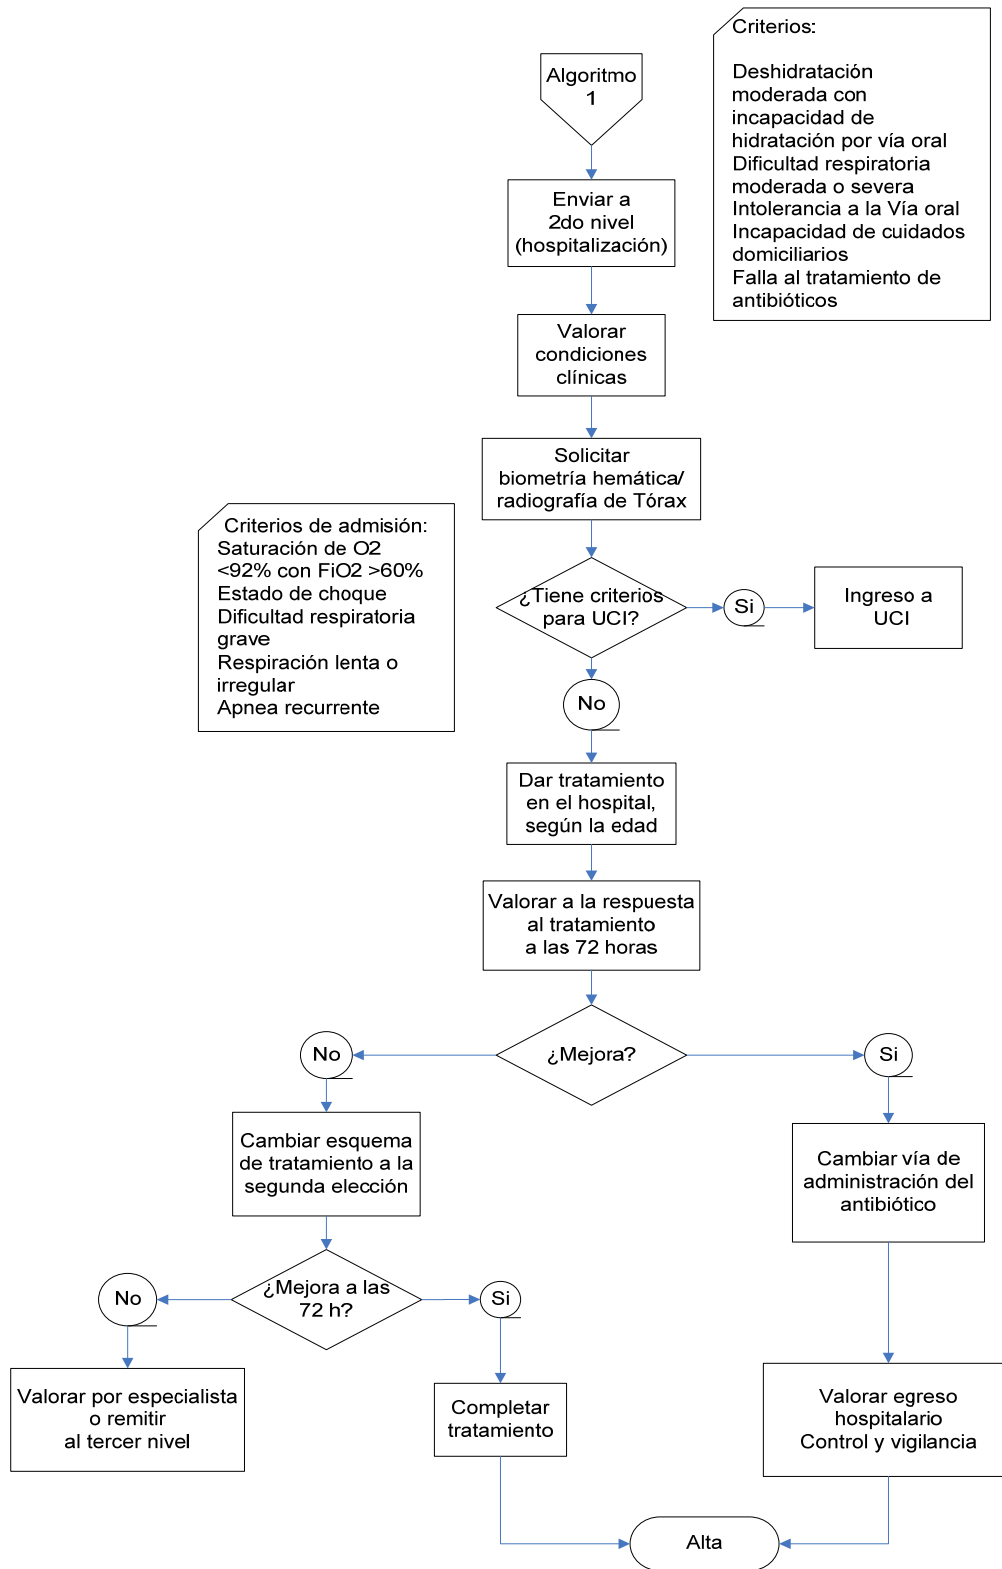 Criterios:
Deshidratación
moderada con
incapacidad de
hidratación por vía oral
Dificultad respiratoria
moderada o severa
Intolerancia a la Vía oral
Incapacidad de cuidados
domiciliarios
Falla al tratamiento de
antibióticos
Algoritmo
1
Enviar a
2do nivel
(hospitalización)
Valorar
condiciones
clínicas
Solicitar
biometría hemática/
radiografía de Tórax
Criterios de admisión:
Saturación de O2
<92% con FiO2 >60%
Estado de choque
Dificultad respiratoria
grave
Respiración lenta o
irregular
Apnea recurrente
¿Tiene criterios
para UCI?
Si
Ingreso a
UCI
No
Dar tratamiento
en el hospital,
según la edad
Valorar a la respuesta
al tratamiento
a las 72 horas
¿Mejora?
No
Si
Cambiar esquema
de tratamiento a la
segunda elección
Cambiar vía de
administración del
antibiótico
¿Mejora a las
72 h?
No
Si
Valorar por especialista
o remitir
al tercer nivel
Completar
tratamiento
Valorar egreso
hospitalario
Control y vigilancia
Alta